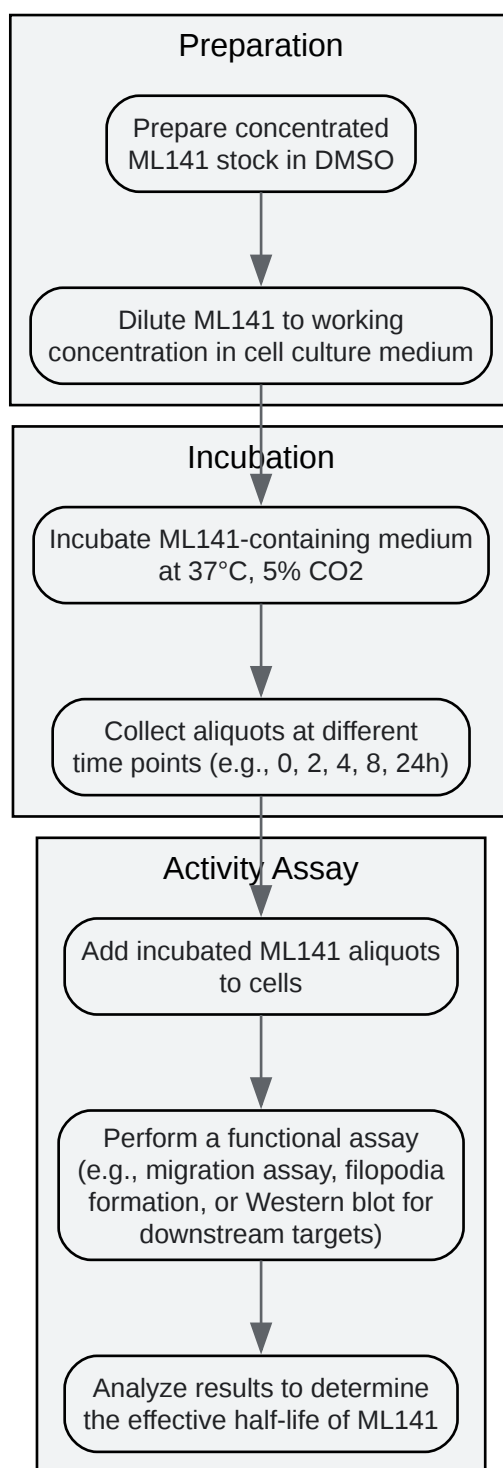 Preparation
Prepare concentrated
ML141 stock in DMSO
Dilute ML141 to working
concentration in cell culture medium
Incubation
Incubate ML141-containing medium
at 37°C, 5% CO2
Collect aliquots at different
time points (e.g., 0, 2, 4, 8, 24h)
Activity Assay
Add incubated ML141 aliquots
to cells
Perform a functional assay
(e.g., migration assay, filopodia
formation, or Western blot for
downstream targets)
Analyze results to determine
the effective half-life of ML141